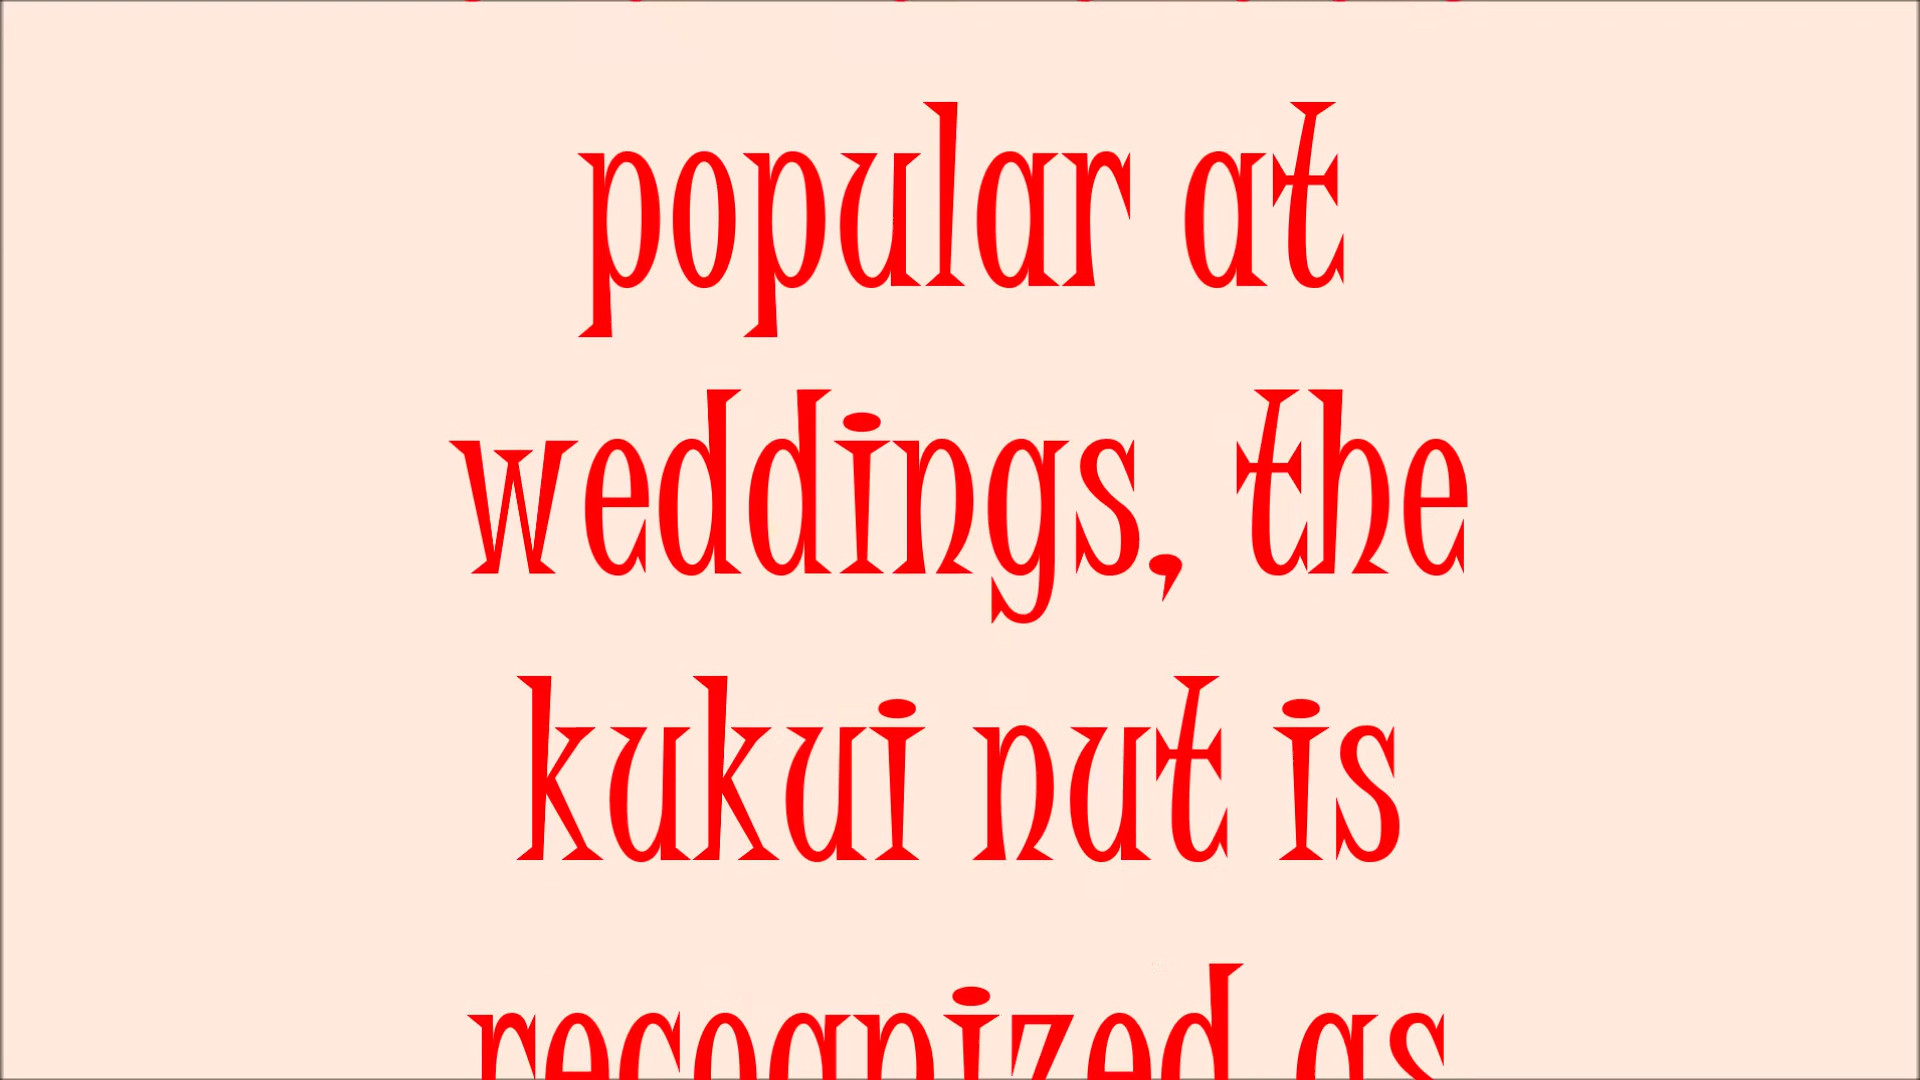 popular at
weddings, the
kukui nut is
recognized as